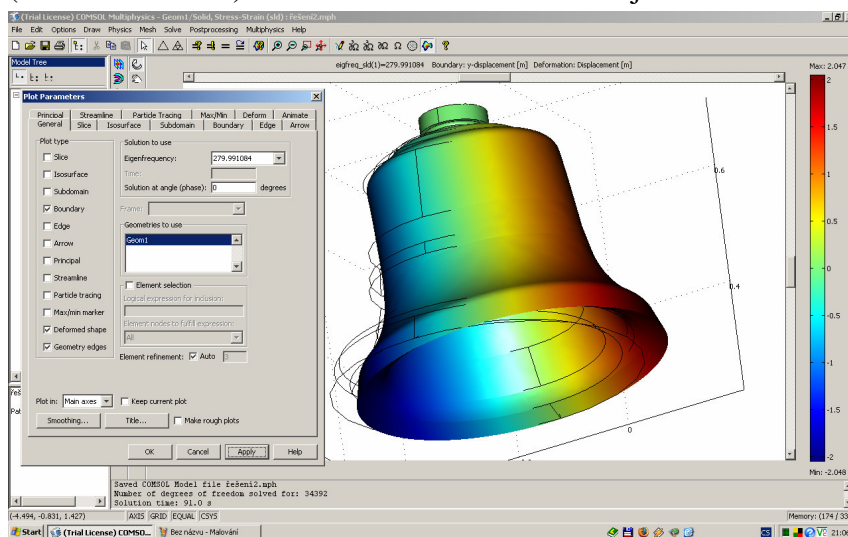 (Trial License) COMSOL Multiphysics - Geom1/Solid, Stress-Strain (sld) : řešení2.mph
File Edit Options Draw Physics Mesh Solve Postprocessing Multiphysics Help
Model Tree
eigfreq_sld(1)=279.991084 Boundary: y-displacement [m] Deformation: Displacement [m]
Max: 2.047
Plot Parameters
Principal Streamline Particle Tracing Max/Min Deform Animate
General Slice Isosurface Subdomain Boundary Edge Arrow
Plot type
Slice
Isosurface
Subdomain
Boundary
Edge
Arrow
Principal
Streamline
Particle tracing
Max/min marker
Deformed shape
Geometry edges
Solution to use
Eigenfrequency: 279.991084
Time:
Solution at angle (phase): 0 degrees
Frame:
Geometries to use
Geom1
Element selection
Logical expression for inclusion:
Element nodes to fulfill expression:
All
Element refinement: Auto 3
Plot in: Main axes Keep current plot
Smoothing... Title... Make rough plots
OK Cancel Apply Help
0.6
0.4
0
2
1.5
1
0.5
0
-0.5
-1
-1.5
-2
Min: -2.048
Saved COMSOL Model file řešení2.mph
Number of degrees of freedom solved for: 34392
Solution time: 91.0 s
(-4.494, -0.831, 1.427) AXIS GRID EQUAL CSYS Memory: (174 / 33
Start (Trial License) COMSO... Bez názvu - Malování CS 21:06